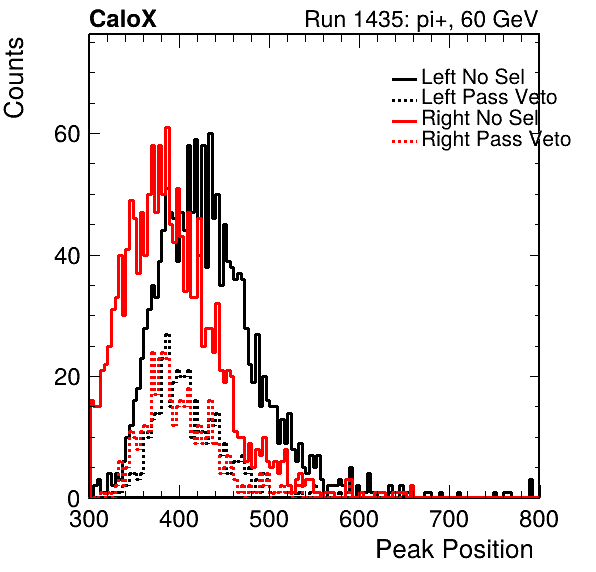 CaloX Run 1435: pi+, 60 GeV
Counts
Left No Sel
Left Pass Veto
Right No Sel
Right Pass Veto
60
40
20
0
300 400 500 600 700 800
Peak Position